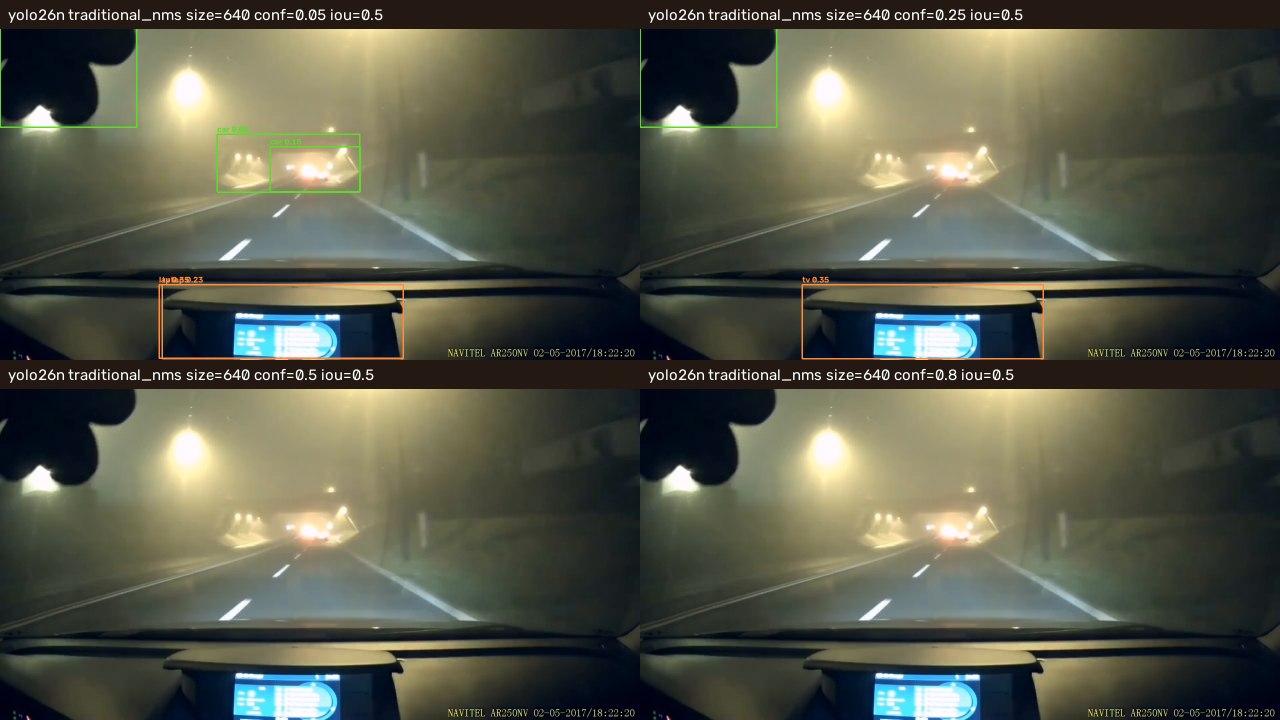 yolo26n traditional_nms size=640 conf=0.05 iou=0.5
yolo26n traditional_nms size=640 conf=0.25 iou=0.5
car 0.15
tv 0.35
NAVITEL AR250NV 02-05-2017/18:22:20
NAVITEL AR250NV 02-05-2017/18:22:20
yolo26n traditional_nms size=640 conf=0.5 iou=0.5
yolo26n traditional_nms size=640 conf=0.8 iou=0.5
NAVITEL AR250NV 02-05-2017/18:22:20
NAVITEL AR250NV 02-05-2017/18:22:20